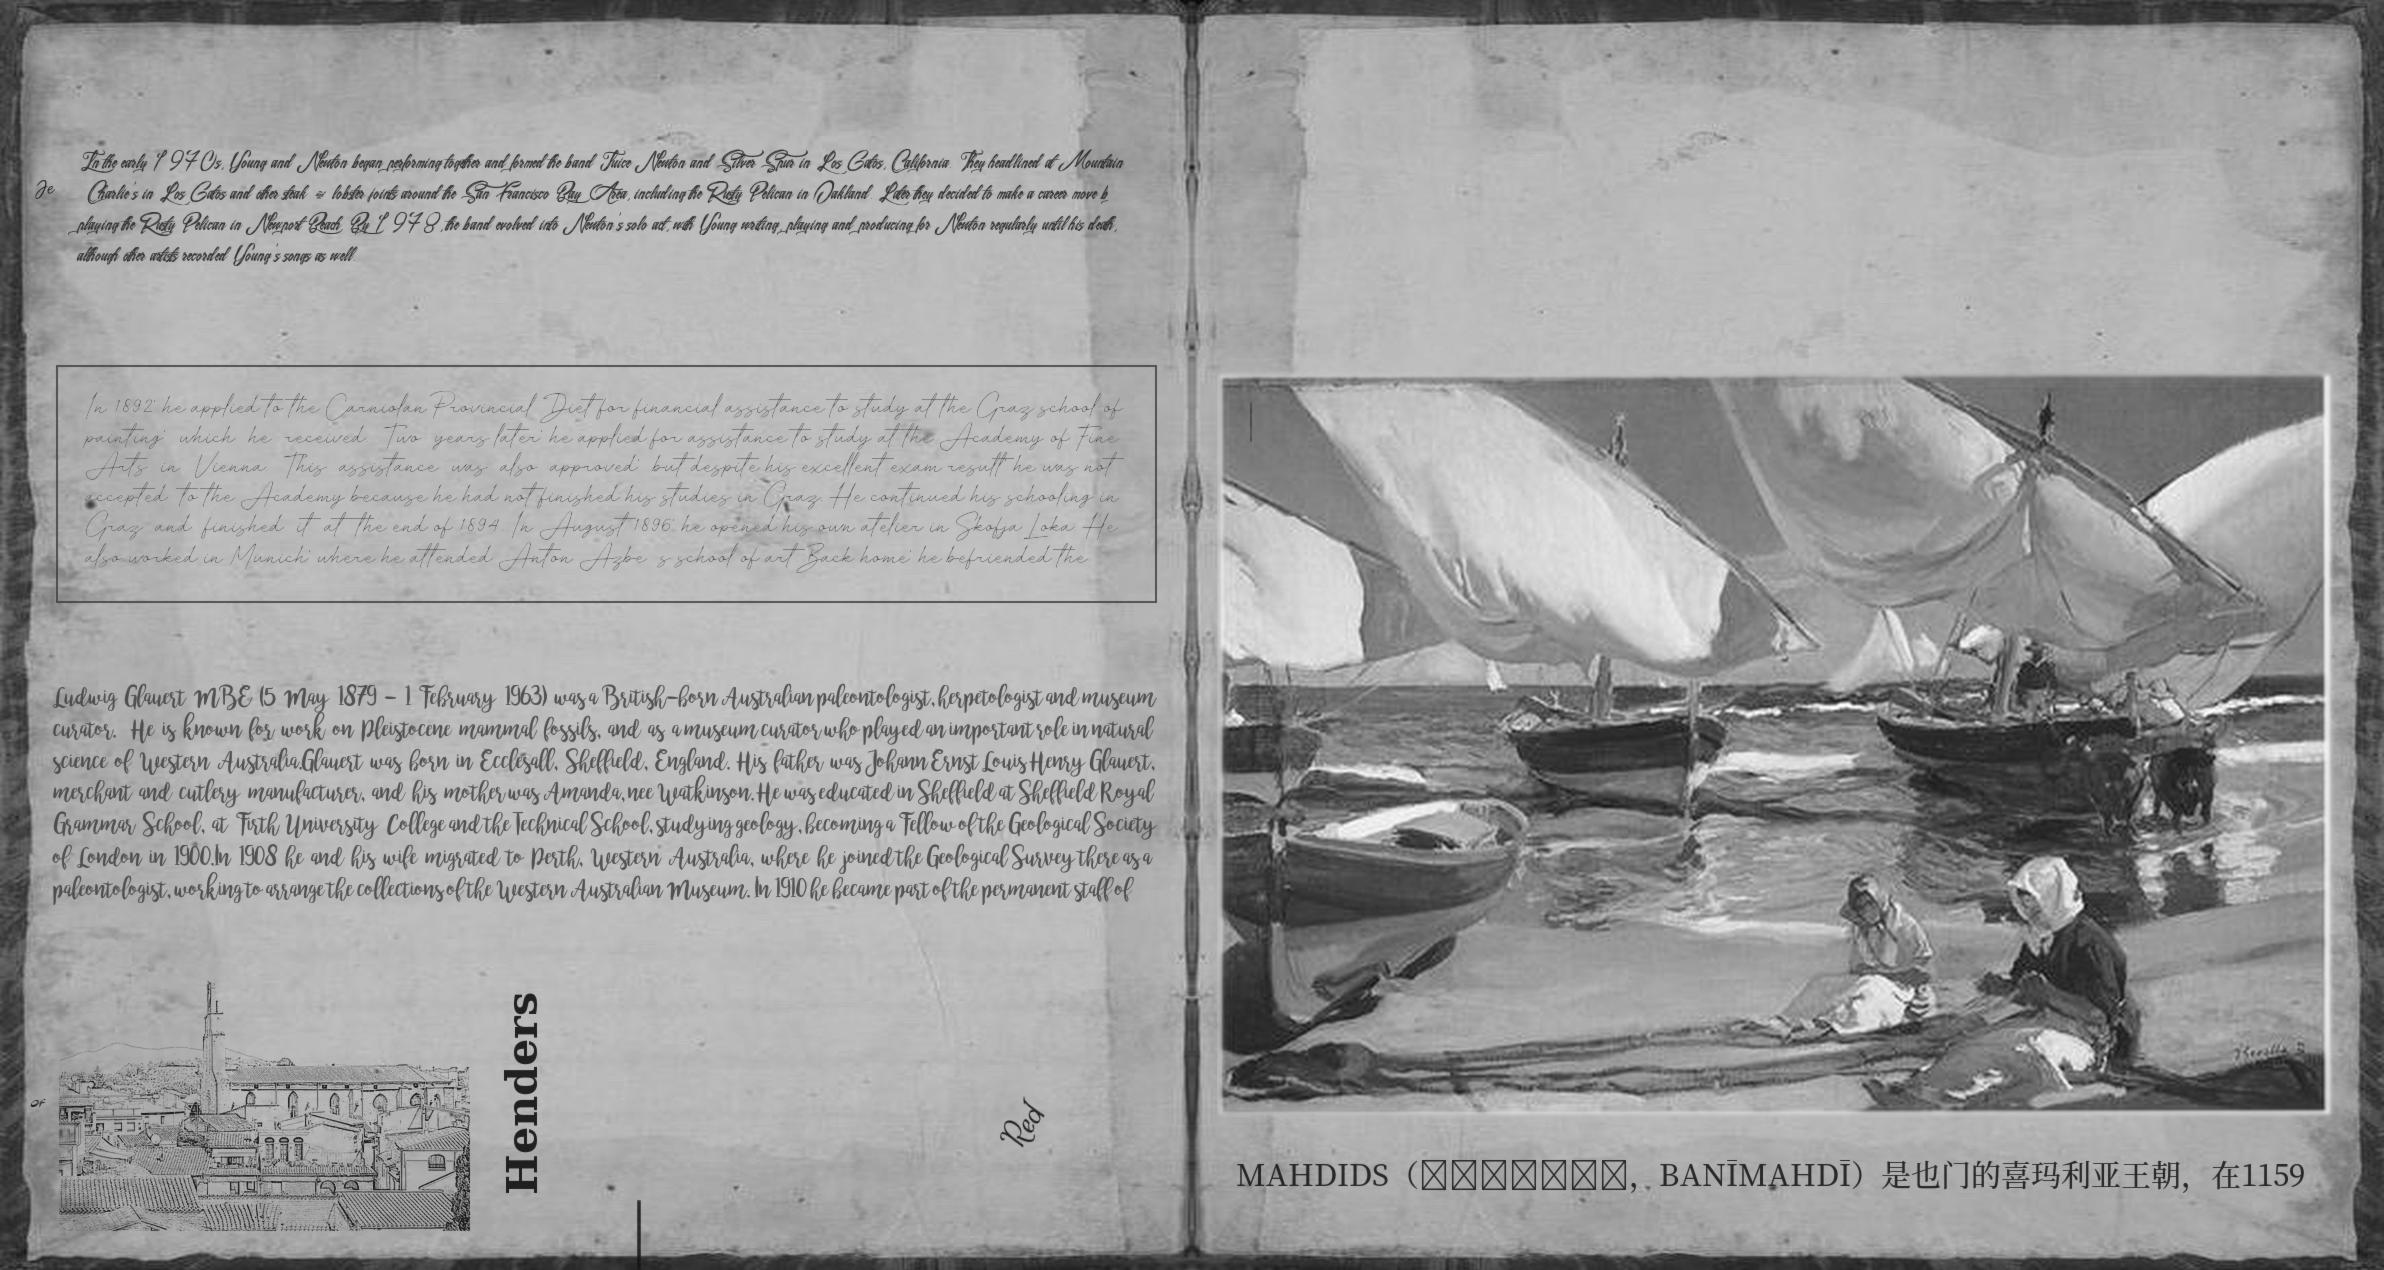 In the early 1970s, Young and Newton began performing together and formed the band Juice Newton and Silver Spur in Los Gatos, California. They headlined at Mountain
Je
Charlie's in Los Gatos and other steak & lobster joints around the San Francisco Bay Area, including the Rusty Pelican in Oakland. Later they decided to make a career move b
playing the Rusty Pelican in Newport Beach. By 1978, the band evolved into Newton's solo act, with Young writing, playing and producing for Newton regularly until his death,
although other artists recorded Young's songs as well.
In 1892' he applied to the Carniolan Provincial Diet for financial assistance to study at the Graz school of
painting' which he received Two years later' he applied for assistance to study at the Academy of Fine
Arts in Vienna This assistance was also approved' but despite his excellent exam result he was not
accepted to the Academy because he had not finished his studies in Graz. He continued his schooling in
Graz and finished it at the end of 1894 In August 1896' he opened his own atelier in Skofja Loka He
also worked in Munich' where he attended Anton Azbe s school of art Back home' he befriended the
Ludwig Glauert MBE (5 May 1879 – 1 February 1963) was a British-born Australian paleontologist, herpetologist and museum
curator. He is known for work on Pleistocene mammal fossils, and as a museum curator who played an important role in natural
science of Western Australia.Glauert was born in Ecclesall, Sheffield, England. His father was Johann Ernst Louis Henry Glauert,
merchant and cutlery manufacturer, and his mother was Amanda, nee Watkinson. He was educated in Sheffield at Sheffield Royal
Grammar School, at Firth University College and the Technical School, studying geology, becoming a Fellow of the Geological Society
of London in 1900.In 1908 he and his wife migrated to Perth, Western Australia, where he joined the Geological Survey there as a
paleontologist, working to arrange the collections of the Western Australian Museum. In 1910 he became part of the permanent staff of
OF
Henders
Red
MAHDIDS（, BANĪMAHDĪ）是也门的喜玛利亚王朝，在1159